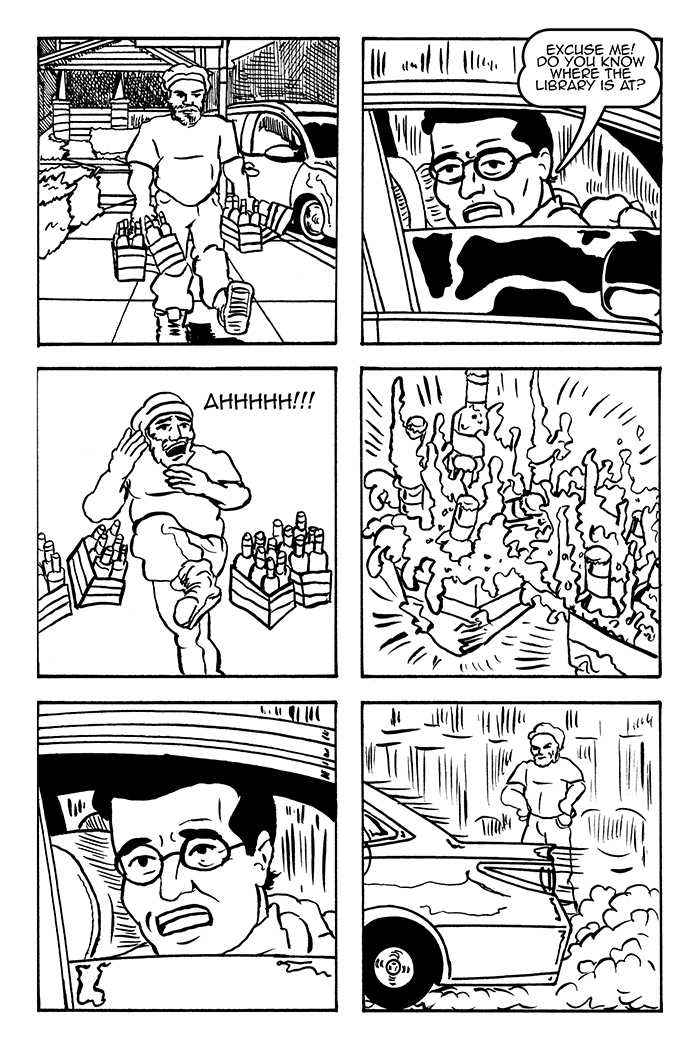 EXCUSE ME!
DO YOU KNOW
WHERE THE
LIBRARY IS AT?
AHHHHH!!!